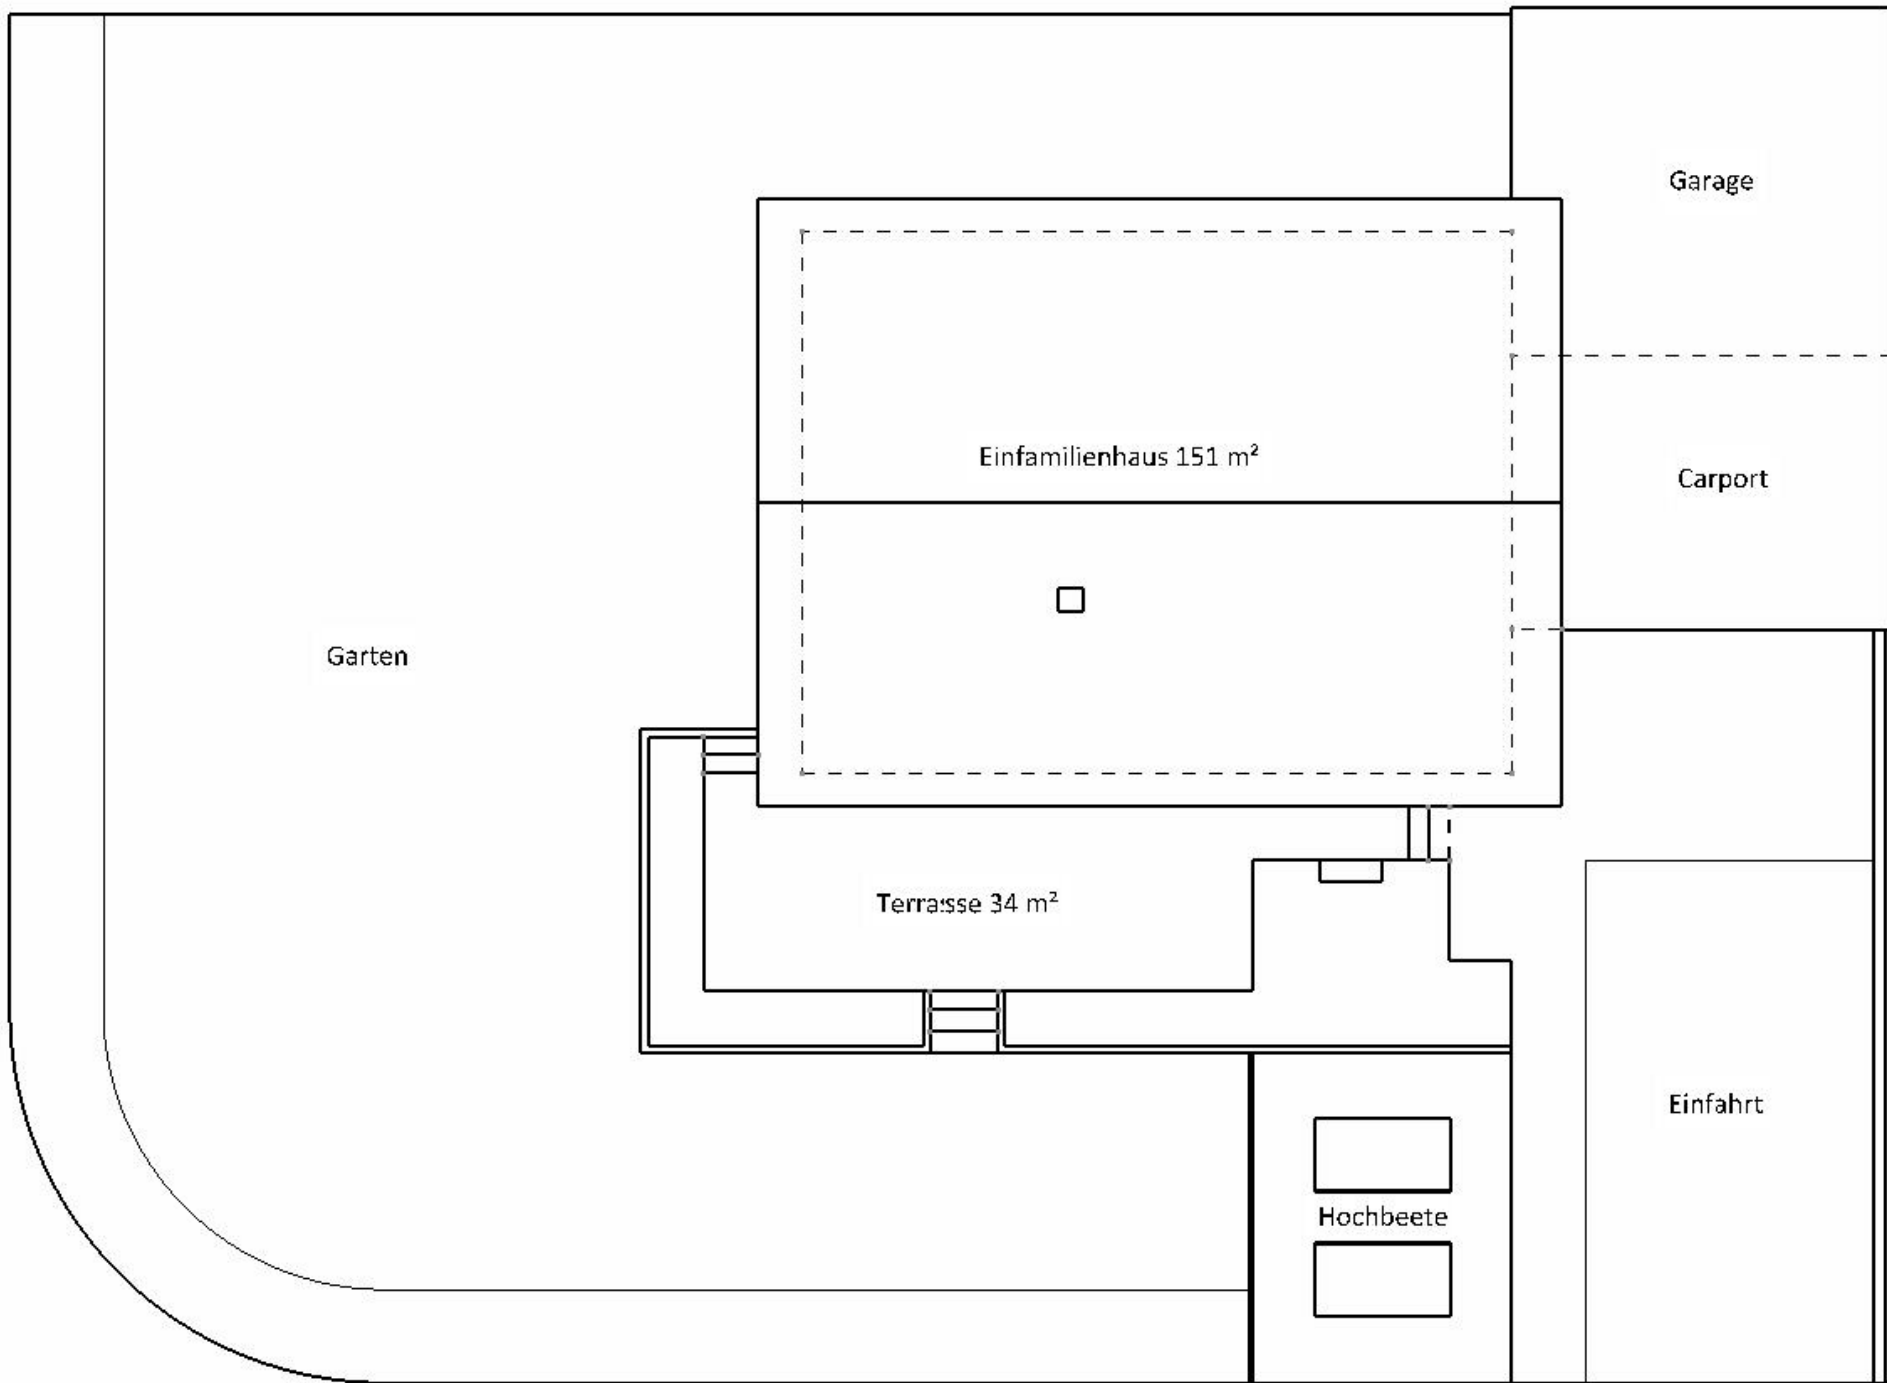 Garage
Einfamilienhaus 151 m²
Carport
Garten
Terrasse 34 m²
Einfahrt
Hochbeete